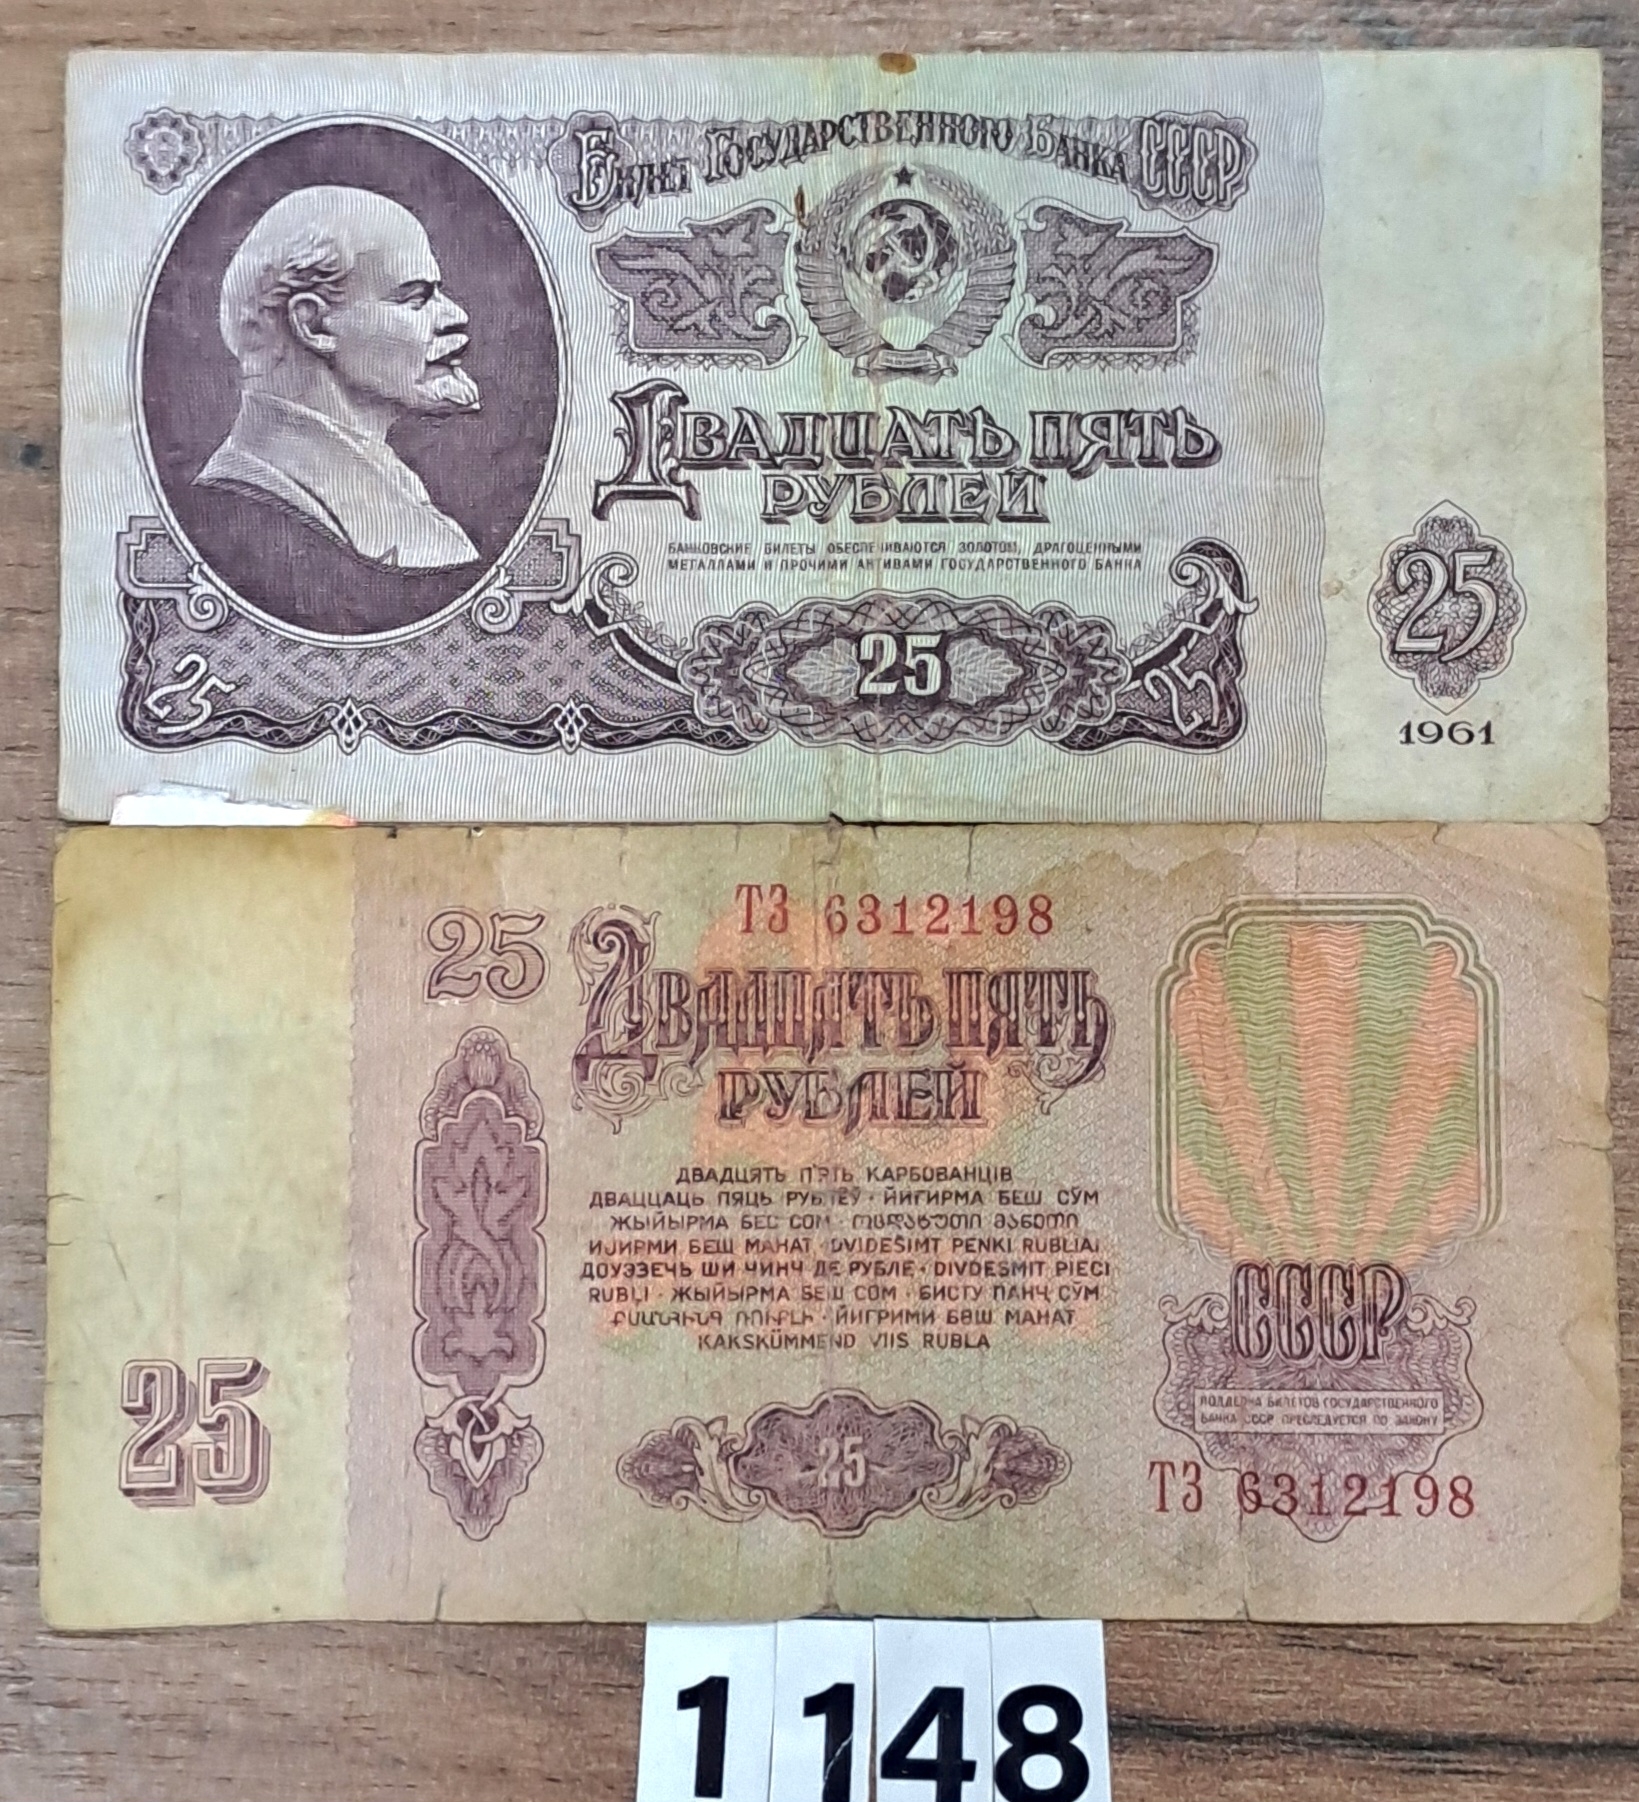 Билет Государственного Банка СССР
Двадцать пять
рублей
БАНКОВСКИЕ БИЛЕТЫ ОБЕСПЕЧИВАЮТСЯ ЗОЛОТОМ, ДРАГОЦЕННЫМИ
МЕТАЛЛАМИ И ПРОЧИМИ АКТИВАМИ ГОСУДАРСТВЕННОГО БАНКА
25
25
25
25
1961
ТЗ 6312198
25
Двадцать пять
рублей
ДВАДЦЯТЬ П'ЯТЬ КАРБОВАНЦІВ
ДВАЦЦАЦЬ ПЯЦЬ РУБЛЁЎ · ЙИГИРМА БЕШ СЎМ
ЖЫЙЫРМА БЕС СОМ · ოცდახუთი მანეთი
ИЈИРМИ БЕШ МАНАТ · DVIDEŠIMT PENKI RUBLIAI
ДОУЭЗЕЧЬ ШИ ЧИНЧ ДЕ РУБЛЕ · DIVDESMIT PIECI
RUBĻI · ЖЫЙЫРМА БЕШ СОМ · БИСТУ ПАНҶ СӮМ
ՔՍԱՆՀԻՆԳ ՌՈՒԲԼԻ · ЙИГРИМИ БӘШ МАНАТ
KAKSKÜMMEND VIIS RUBLA
СССР
ПОДДЕЛКА БИЛЕТОВ ГОСУДАРСТВЕННОГО
БАНКА СССР ПРЕСЛЕДУЕТСЯ ПО ЗАКОНУ
25
25
ТЗ 6312198
1148